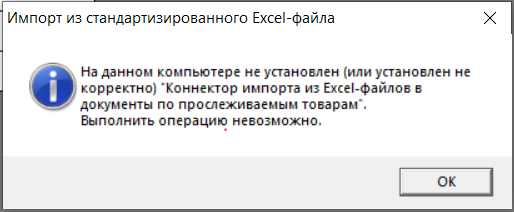 Импорт из стандартизированного Excel-файла
На данном компьютере не установлен (или установлен не
корректно) "Коннектор импорта из Excel-файлов в
документы по прослеживаемым товарам".
Выполнить операцию невозможно.
ОК